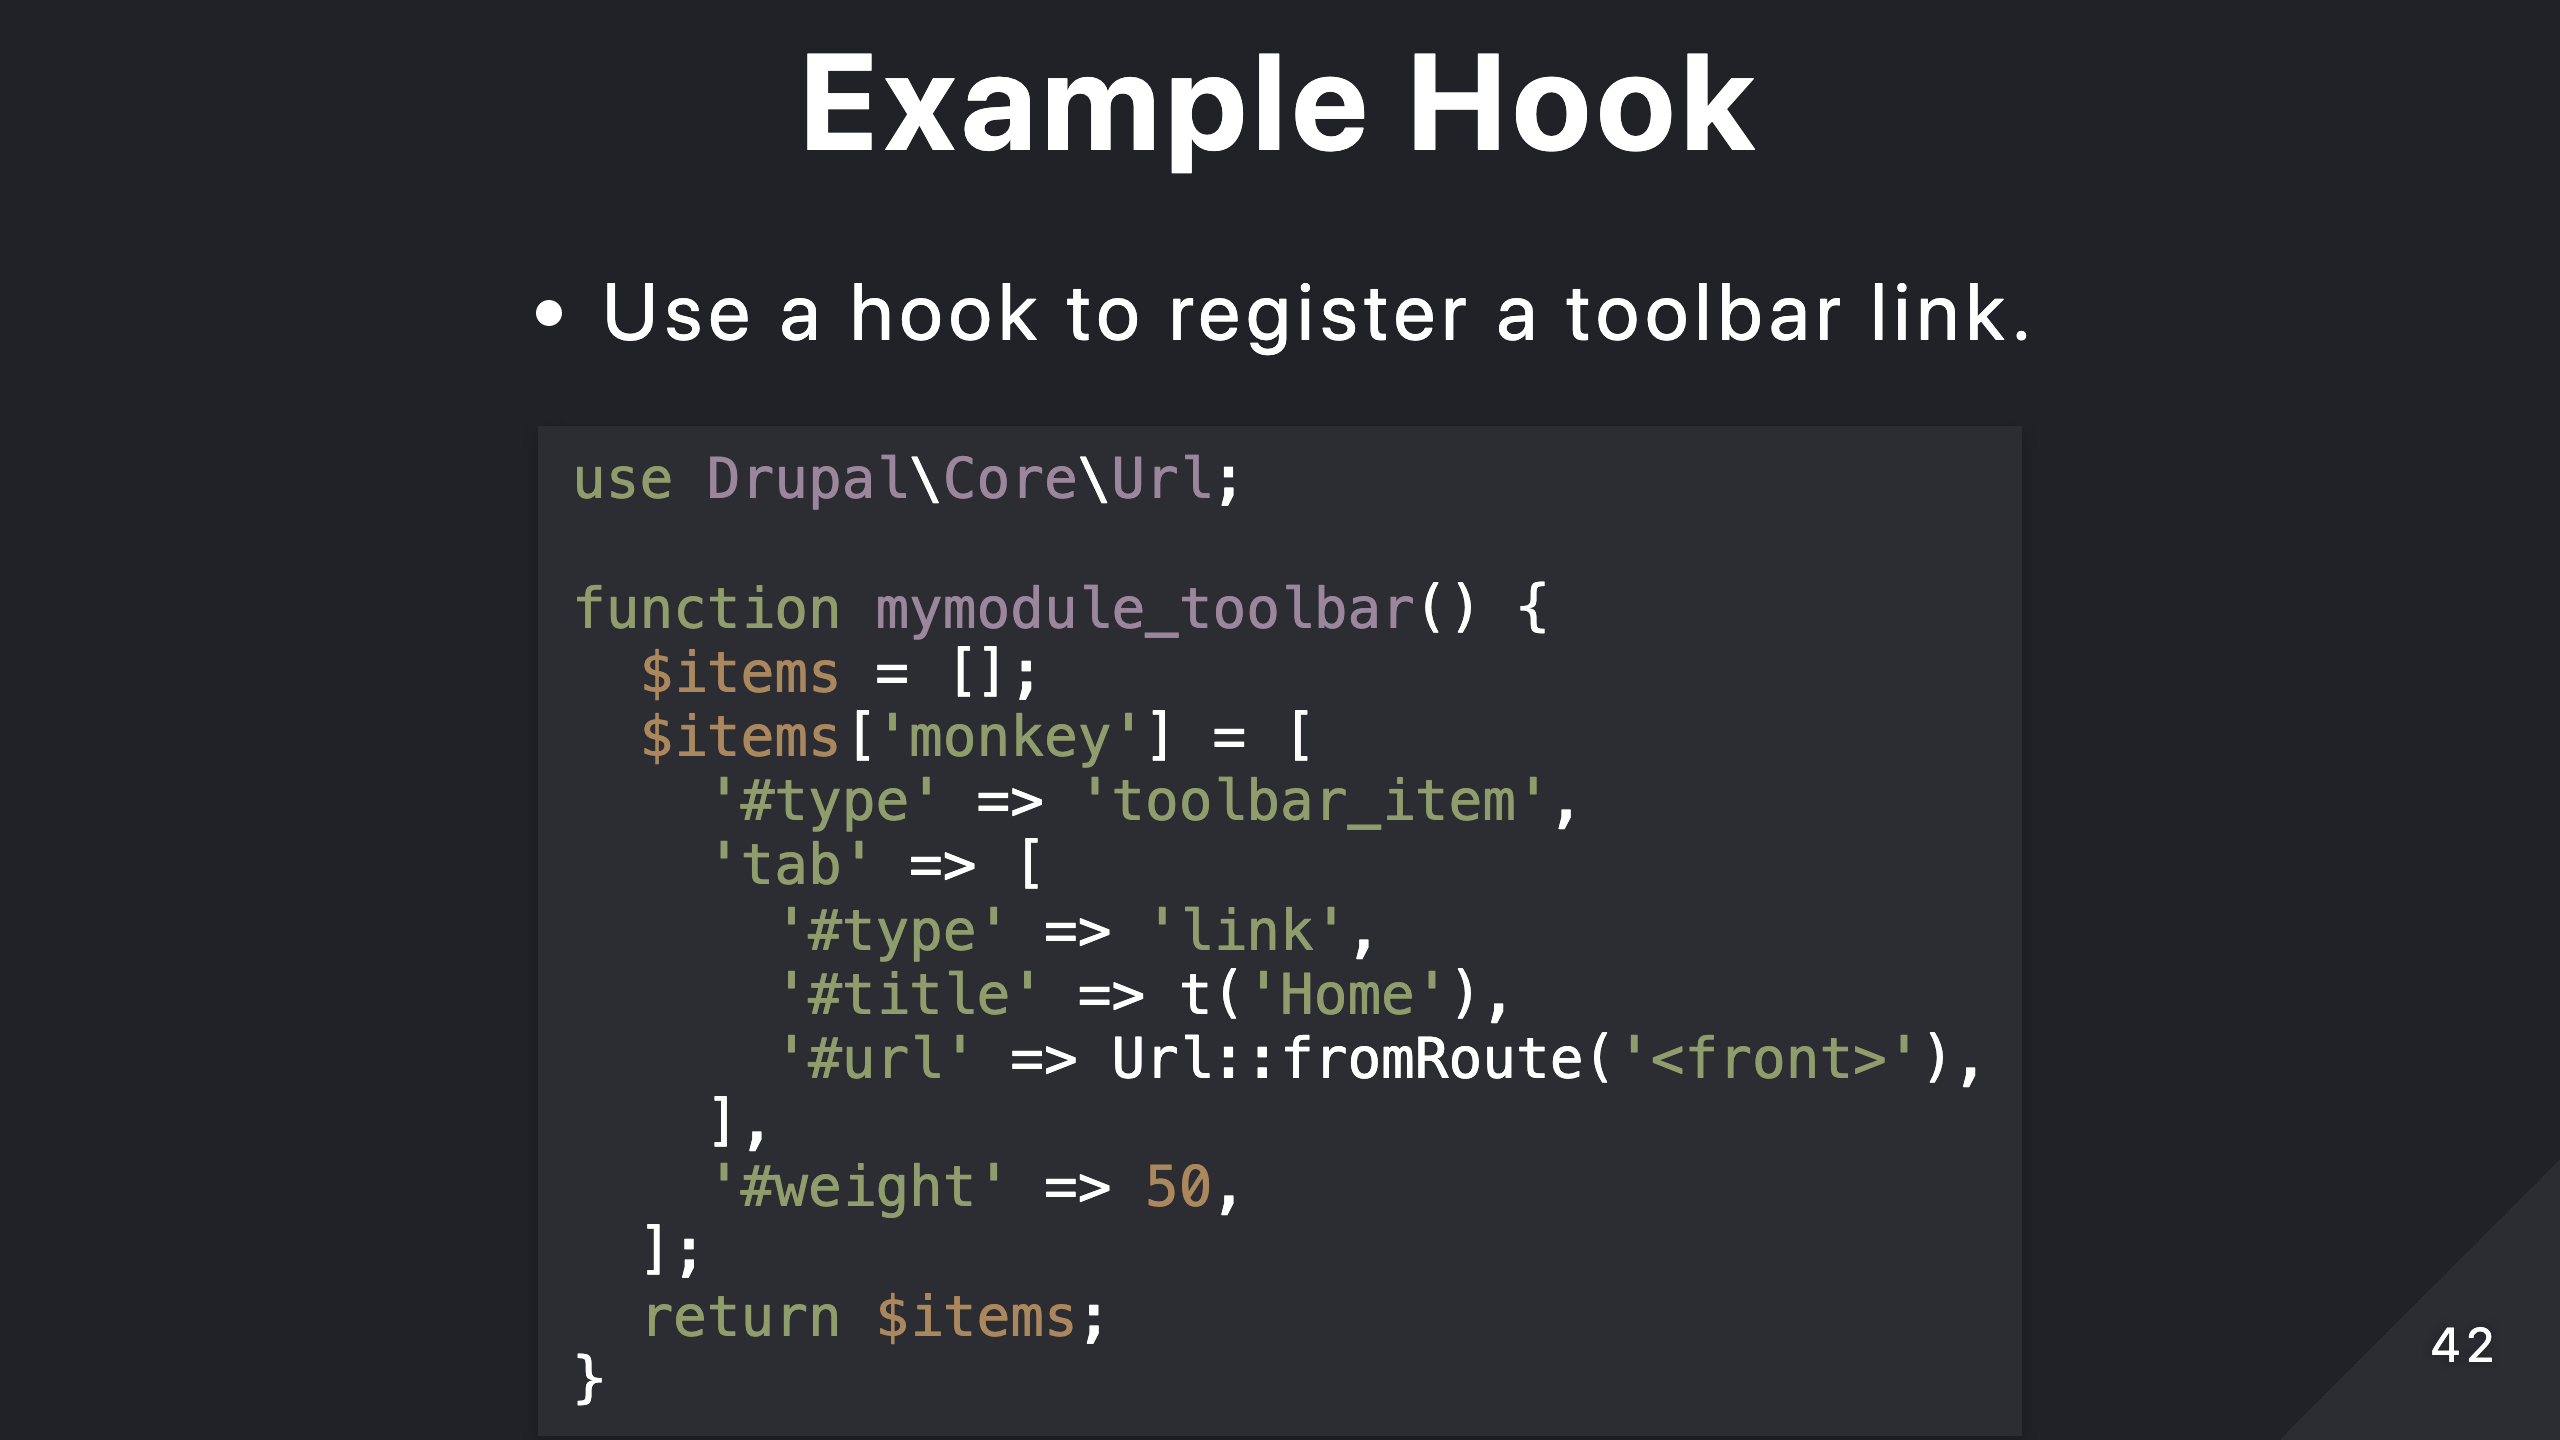 Example Hook
• Use a hook to register a toolbar link.
use Drupal\Core\Url;
function mymodule_toolbar() {
  $items = [];
  $items['monkey'] = [
    '#type' => 'toolbar_item',
    'tab' => [
      '#type' => 'link',
      '#title' => t('Home'),
      '#url' => Url::fromRoute('<front>'),
    ],
    '#weight' => 50,
  ];
  return $items;
}
42